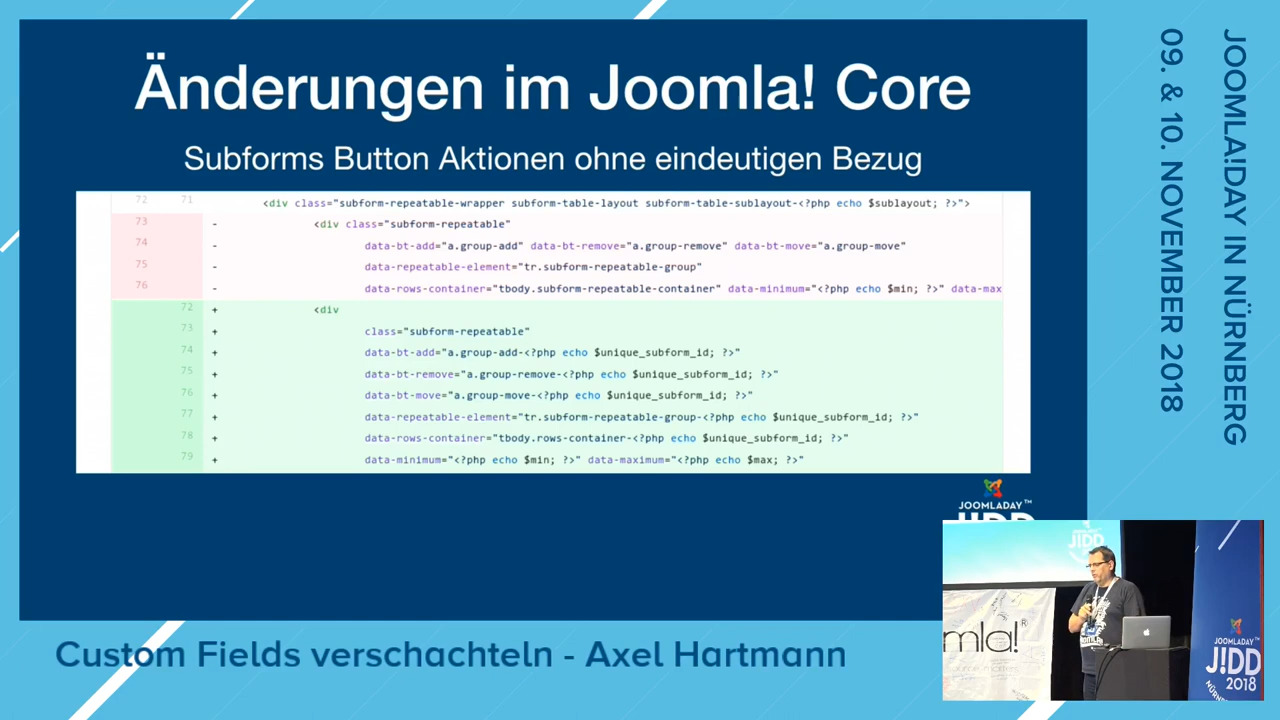 Änderungen im Joomla! Core
Subforms Button Aktionen ohne eindeutigen Bezug
72 71 <div class="subform-repeatable-wrapper subform-table-layout subform-table-sublayout-<?php echo $sublayout; ?>">
73 - <div class="subform-repeatable"
74 - data-bt-add="a.group-add" data-bt-remove="a.group-remove" data-bt-move="a.group-move"
75 - data-repeatable-element="tr.subform-repeatable-group"
76 - data-rows-container="tbody.subform-repeatable-container" data-minimum="<?php echo $min; ?>" data-max
72 + <div
73 + class="subform-repeatable"
74 + data-bt-add="a.group-add-<?php echo $unique_subform_id; ?>"
75 + data-bt-remove="a.group-remove-<?php echo $unique_subform_id; ?>"
76 + data-bt-move="a.group-move-<?php echo $unique_subform_id; ?>"
77 + data-repeatable-element="tr.subform-repeatable-group-<?php echo $unique_subform_id; ?>"
78 + data-rows-container="tbody.rows-container-<?php echo $unique_subform_id; ?>"
79 + data-minimum="<?php echo $min; ?>" data-maximum="<?php echo $max; ?>"
JOOMLADAY™
JOOMLA!DAY IN NÜRNBERG
09. & 10. NOVEMBER 2018
Custom Fields verschachteln - Axel Hartmann
J!DD
mla!®
JOOMLADAY™
J!DD
2018